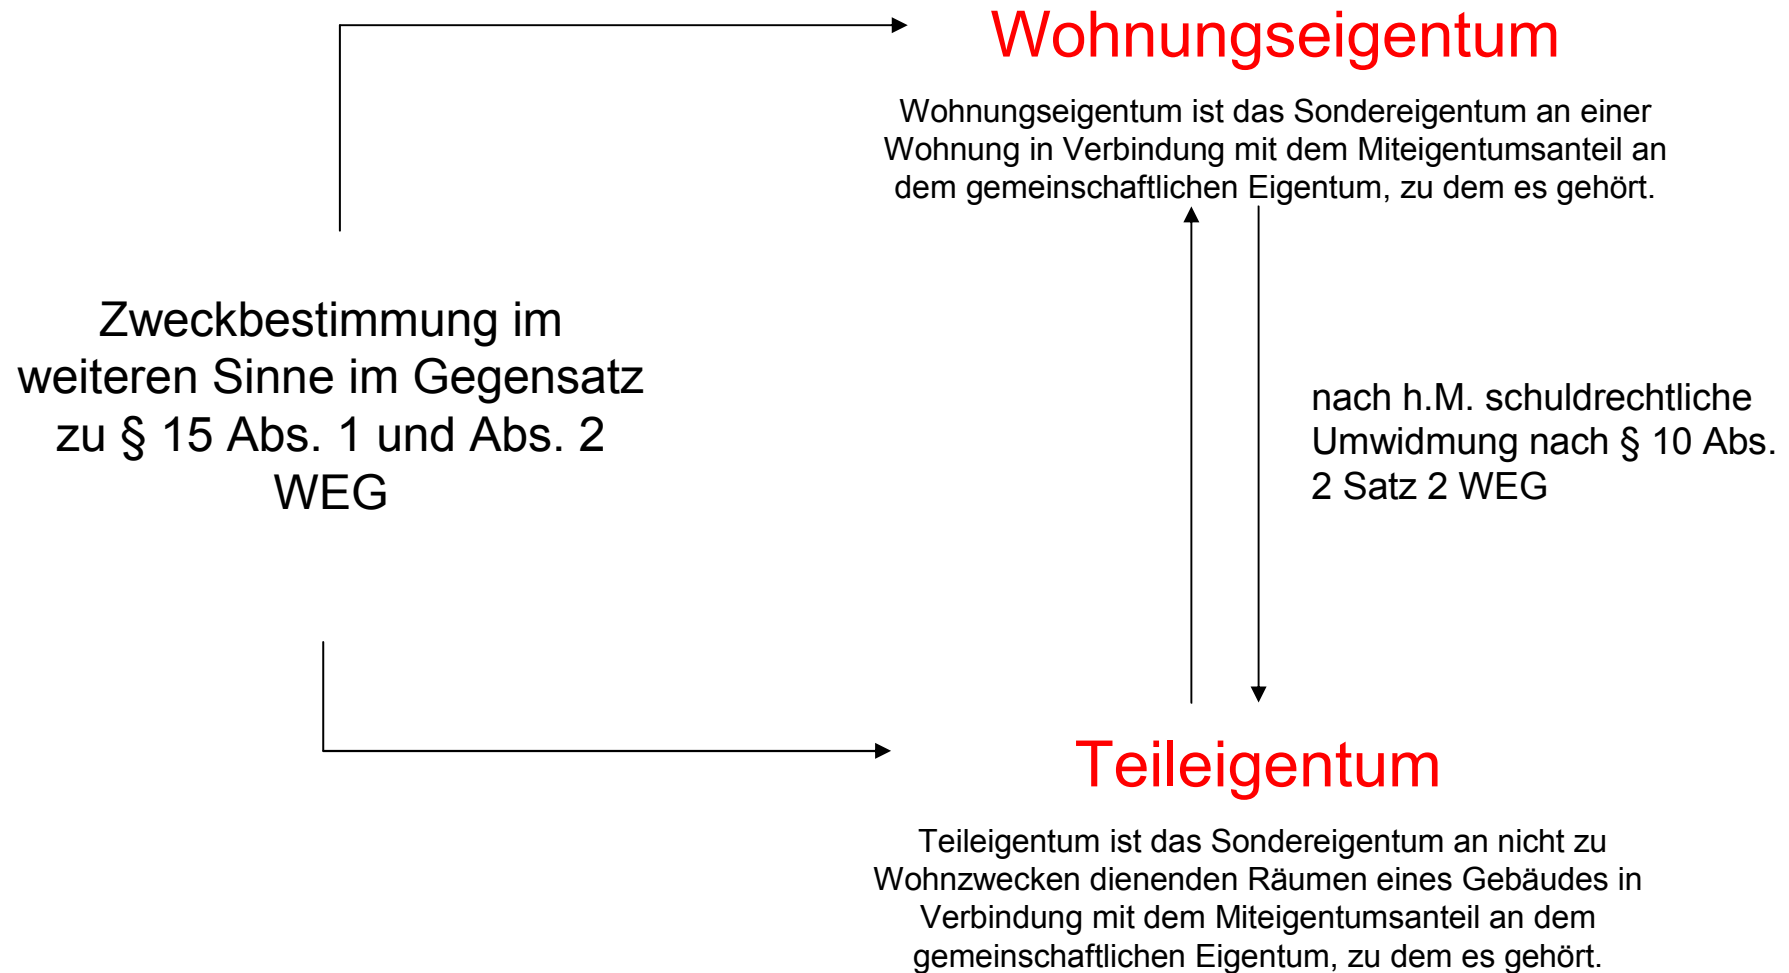 Wohnungseigentum
Wohnungseigentum ist das Sondereigentum an einer
Wohnung in Verbindung mit dem Miteigentumsanteil an
dem gemeinschaftlichen Eigentum, zu dem es gehört.
Zweckbestimmung im
weiteren Sinne im Gegensatz
zu § 15 Abs. 1 und Abs. 2
WEG
nach h.M. schuldrechtliche
Umwidmung nach § 10 Abs.
2 Satz 2 WEG
Teileigentum
Teileigentum ist das Sondereigentum an nicht zu
Wohnzwecken dienenden Räumen eines Gebäudes in
Verbindung mit dem Miteigentumsanteil an dem
gemeinschaftlichen Eigentum, zu dem es gehört.